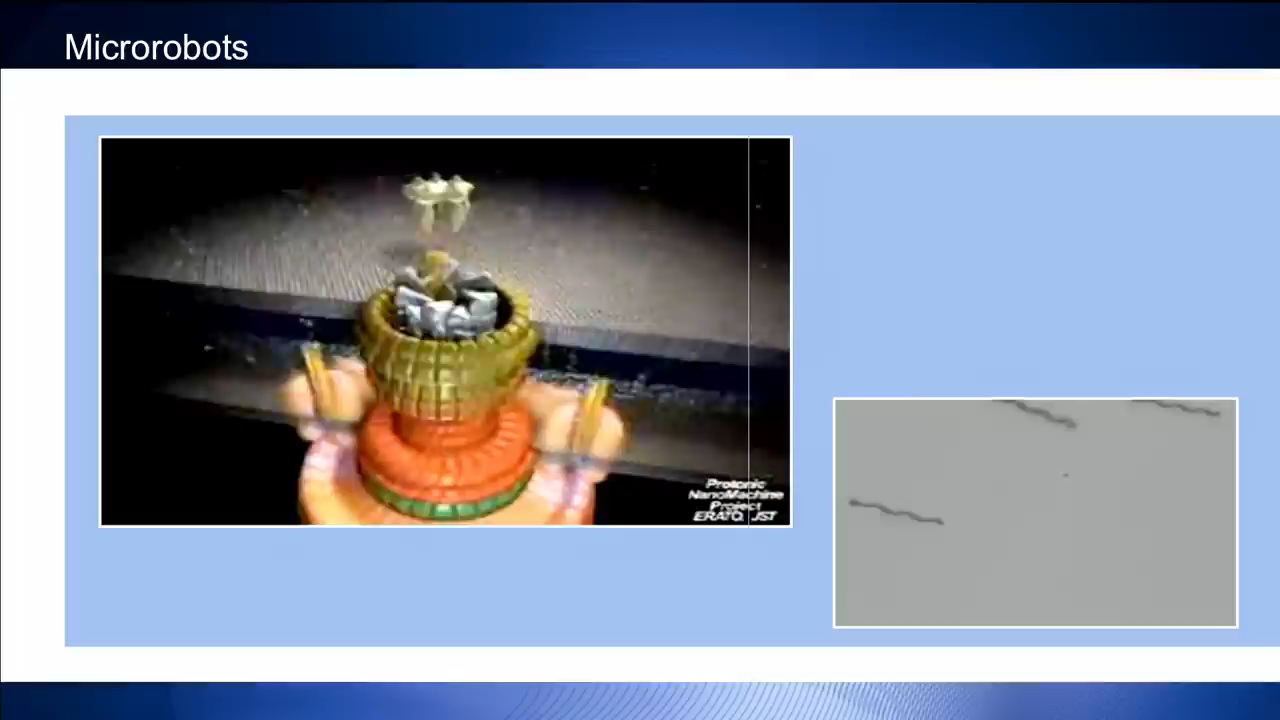 Microrobots
Protonic
NanoMachine
Project
ERATO, JST